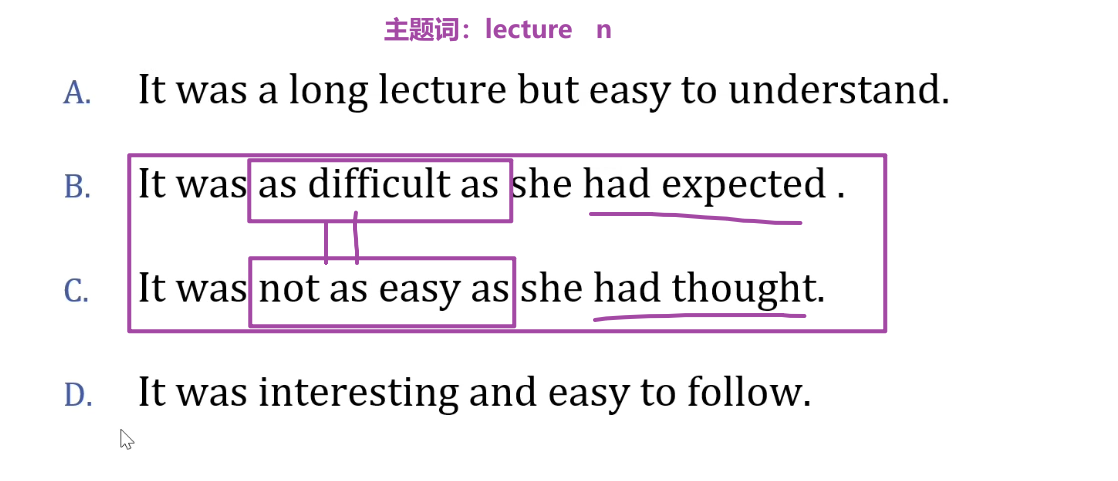 主题词：lecture n
A. It was a long lecture but easy to understand.
B. It was as difficult as she had expected .
C. It was not as easy as she had thought.
D. It was interesting and easy to follow.